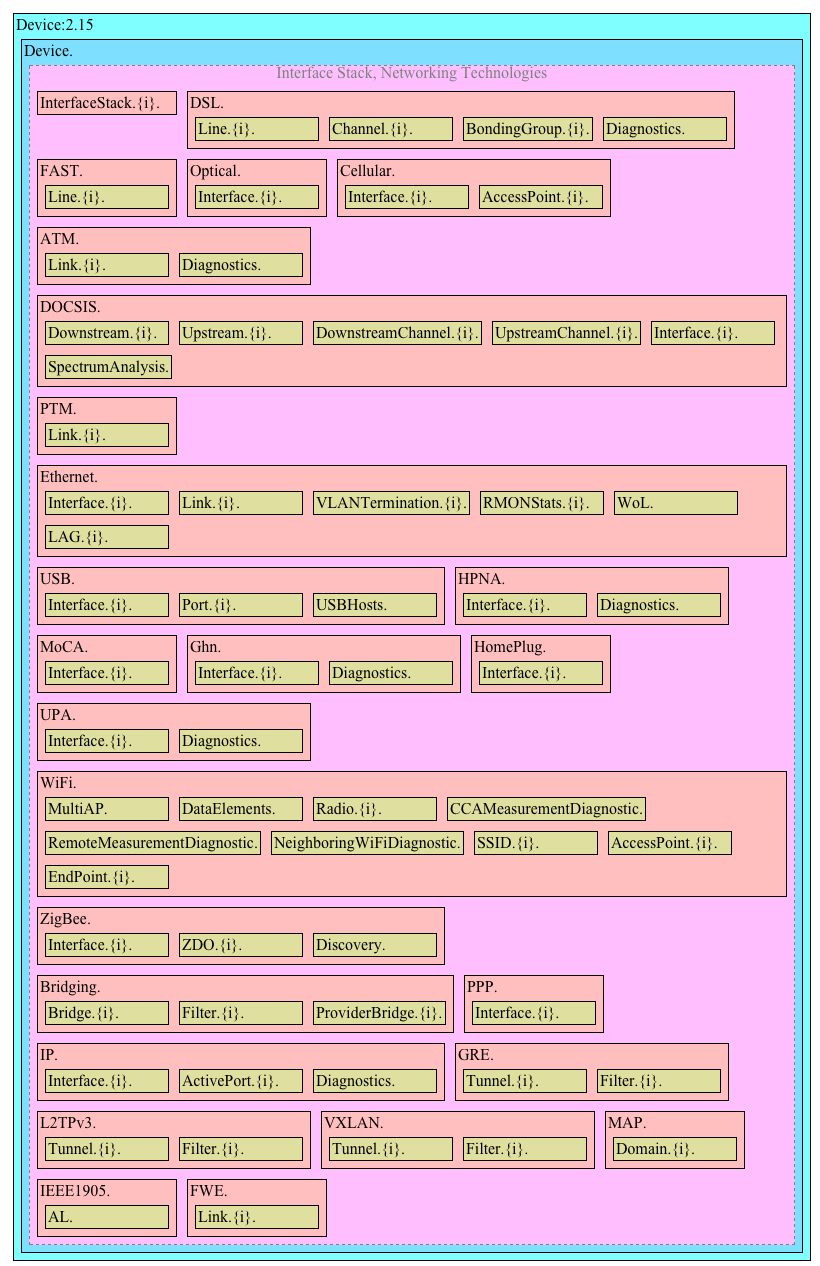 Device:2.15
Device.
Interface Stack, Networking Technologies
InterfaceStack.{i}.
DSL.
Line.{i}. Channel.{i}. BondingGroup.{i}. Diagnostics.
FAST. Optical. Cellular.
Line.{i}. Interface.{i}. Interface.{i}. AccessPoint.{i}.
ATM.
Link.{i}. Diagnostics.
DOCSIS.
Downstream.{i}. Upstream.{i}. DownstreamChannel.{i}. UpstreamChannel.{i}. Interface.{i}.
SpectrumAnalysis.
PTM.
Link.{i}.
Ethernet.
Interface.{i}. Link.{i}. VLANTermination.{i}. RMONStats.{i}. WoL.
LAG.{i}.
USB. HPNA.
Interface.{i}. Port.{i}. USBHosts. Interface.{i}. Diagnostics.
MoCA. Ghn. HomePlug.
Interface.{i}. Interface.{i}. Diagnostics. Interface.{i}.
UPA.
Interface.{i}. Diagnostics.
WiFi.
MultiAP. DataElements. Radio.{i}. CCAMeasurementDiagnostic.
RemoteMeasurementDiagnostic. NeighboringWiFiDiagnostic. SSID.{i}. AccessPoint.{i}.
EndPoint.{i}.
ZigBee.
Interface.{i}. ZDO.{i}. Discovery.
Bridging. PPP.
Bridge.{i}. Filter.{i}. ProviderBridge.{i}. Interface.{i}.
IP. GRE.
Interface.{i}. ActivePort.{i}. Diagnostics. Tunnel.{i}. Filter.{i}.
L2TPv3. VXLAN. MAP.
Tunnel.{i}. Filter.{i}. Tunnel.{i}. Filter.{i}. Domain.{i}.
IEEE1905. FWE.
AL. Link.{i}.